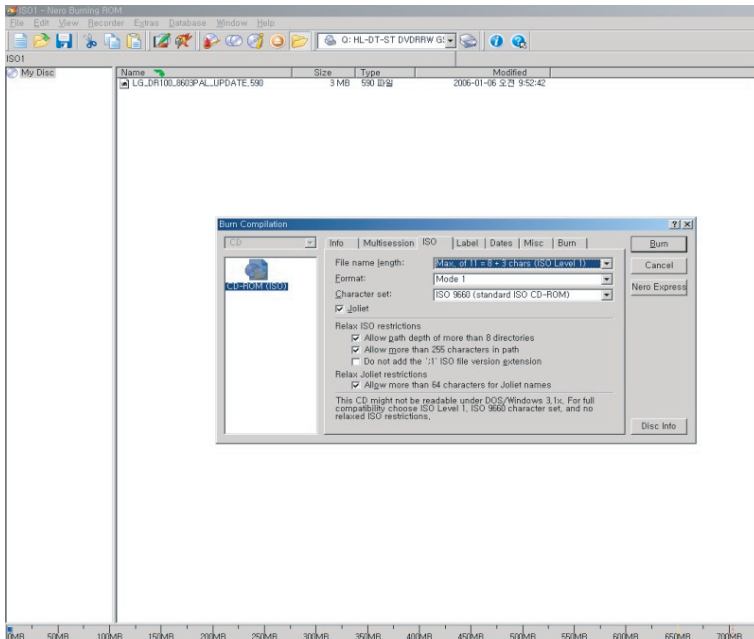 ISO1 - Nero Burning ROM
File Edit View Recorder Extras Database Window Help
Q: HL-DT-ST DVDRRW GS
ISO1
My Disc
Name Size Type Modified
LG_DR100_8603PAL_UPDATE.590 3 MB 590 파일 2006-01-06 오전 9:52:42
Burn Compilation
CD
CD-ROM (ISO)
Info Multisession ISO Label Dates Misc Burn
File name length: Max. of 11 = 8 + 3 chars (ISO Level 1)
Format: Mode 1
Character set: ISO 9660 (standard ISO CD-ROM)
Joliet
Relax ISO restrictions
Allow path depth of more than 8 directories
Allow more than 255 characters in path
Do not add the ';1' ISO file version extension
Relax Joliet restrictions
Allow more than 64 characters for Joliet names
This CD might not be readable under DOS/Windows 3.1x. For full
compatibility choose ISO Level 1, ISO 9660 character set, and no
relaxed ISO restrictions.
Burn
Cancel
Nero Express
Disc Info
0MB 50MB 100MB 150MB 200MB 250MB 300MB 350MB 400MB 450MB 500MB 550MB 600MB 650MB 700MB